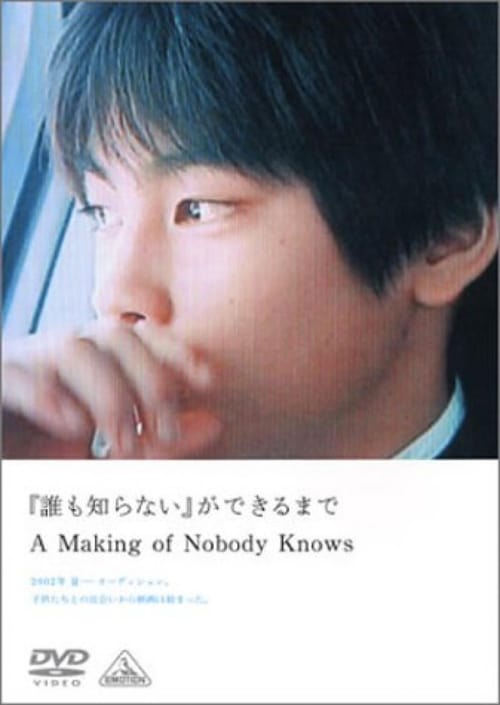 『誰も知らない』ができるまで
A Making of Nobody Knows
2002年 夏── オーディション。
子供たちとの出会いから映画は始まった。
DVD
VIDEO
EMOTION